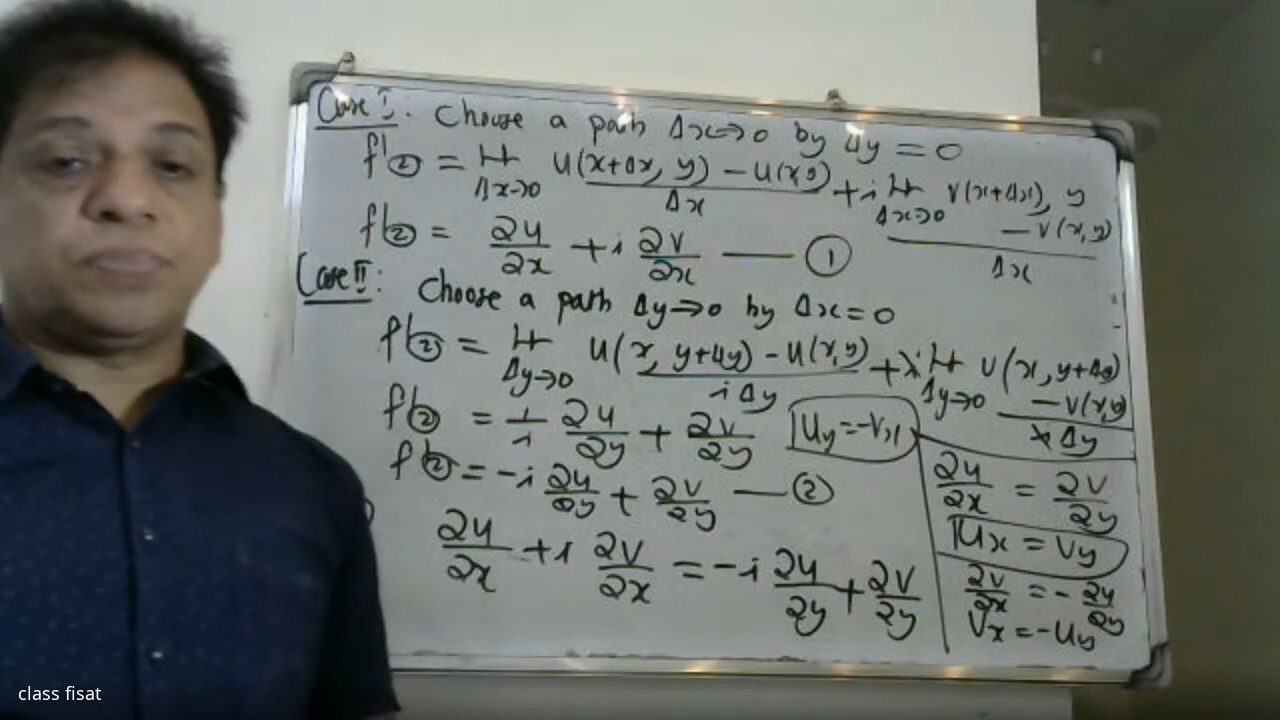 Case I: Choose a path Δx→0 by Δy = 0
f'(z) = Lt Δx→0 u(x+Δx, y) - u(x,y) / Δx + i Lt Δx→0 v(x+Δx), y - v(x,y) / Δx
f'(z) = ∂u/∂x + i ∂v/∂x — ①
Case II: Choose a path Δy→0 by Δx = 0
f'(z) = Lt Δy→0 u(x, y+Δy) - u(x,y) / iΔy + i Lt Δy→0 v(x, y+Δy) - v(x,y) / i Δy
f'(z) = 1/i ∂u/∂y + ∂v/∂y
uy = -vx
f'(z) = -i ∂u/∂y + ∂v/∂y — ②
∂u/∂x + i ∂v/∂x = -i ∂u/∂y + ∂v/∂y
∂u/∂x = ∂v/∂y
ux = vy
∂v/∂x = - ∂u/∂y
vx = -uy
class fisat